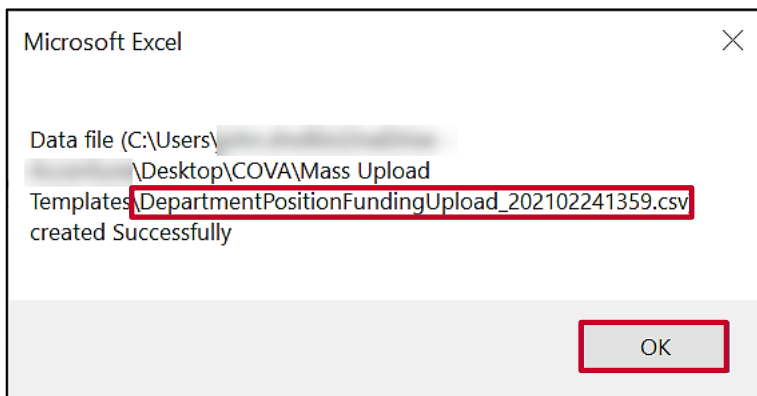 Microsoft Excel
Data file (C:\Users\
\Desktop\COVA\Mass Upload
Templates\DepartmentPositionFundingUpload_202102241359.csv
created Successfully
OK